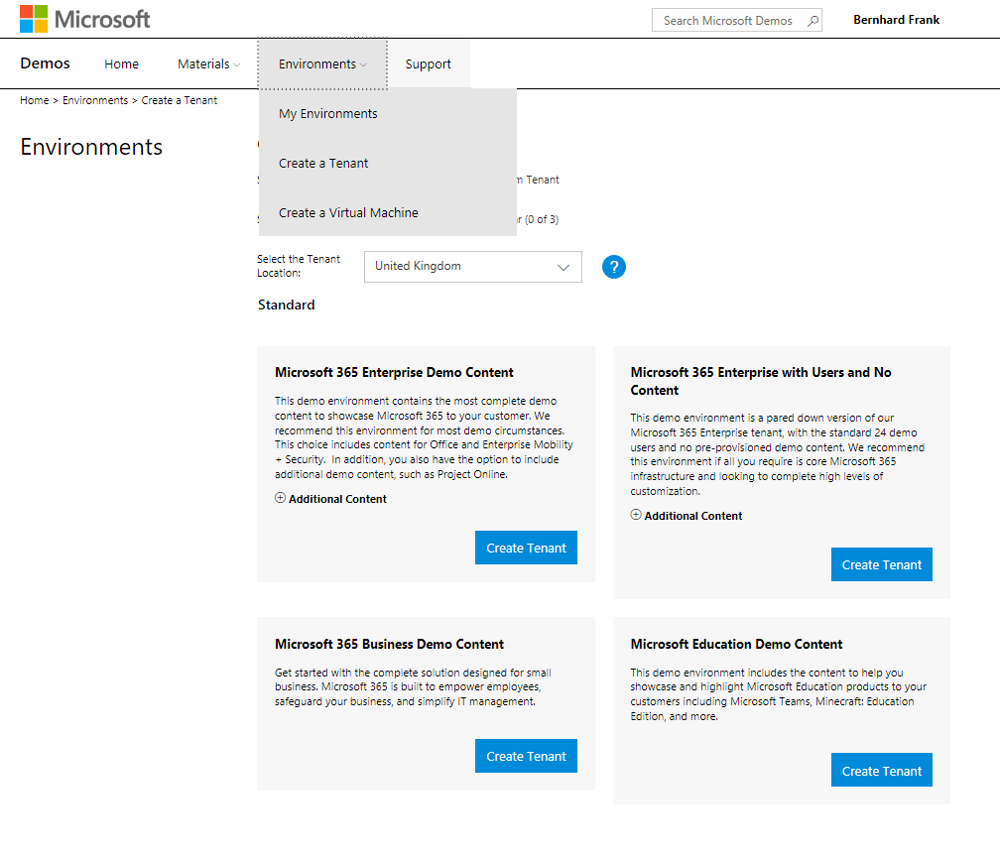 Microsoft
Search Microsoft Demos
Bernhard Frank
Demos
Home
Materials
Environments
Support
Home > Environments > Create a Tenant
My Environments
Create a Tenant
Create a Virtual Machine
Environments
Tenant
(0 of 3)
Select the Tenant
Location:
United Kingdom
?
Standard
Microsoft 365 Enterprise Demo Content
This demo environment contains the most complete demo
content to showcase Microsoft 365 to your customer. We
recommend this environment for most demo circumstances.
This choice includes content for Office and Enterprise Mobility
+ Security. In addition, you also have the option to include
additional demo content, such as Project Online.
Additional Content
Create Tenant
Microsoft 365 Enterprise with Users and No
Content
This demo environment is a pared down version of our
Microsoft 365 Enterprise tenant, with the standard 24 demo
users and no pre-provisioned demo content. We recommend
this environment if all you require is core Microsoft 365
infrastructure and looking to complete high levels of
customization.
Additional Content
Create Tenant
Microsoft 365 Business Demo Content
Get started with the complete solution designed for small
business. Microsoft 365 is built to empower employees,
safeguard your business, and simplify IT management.
Create Tenant
Microsoft Education Demo Content
This demo environment includes the content to help you
showcase and highlight Microsoft Education products to your
customers including Microsoft Teams, Minecraft: Education
Edition, and more.
Create Tenant